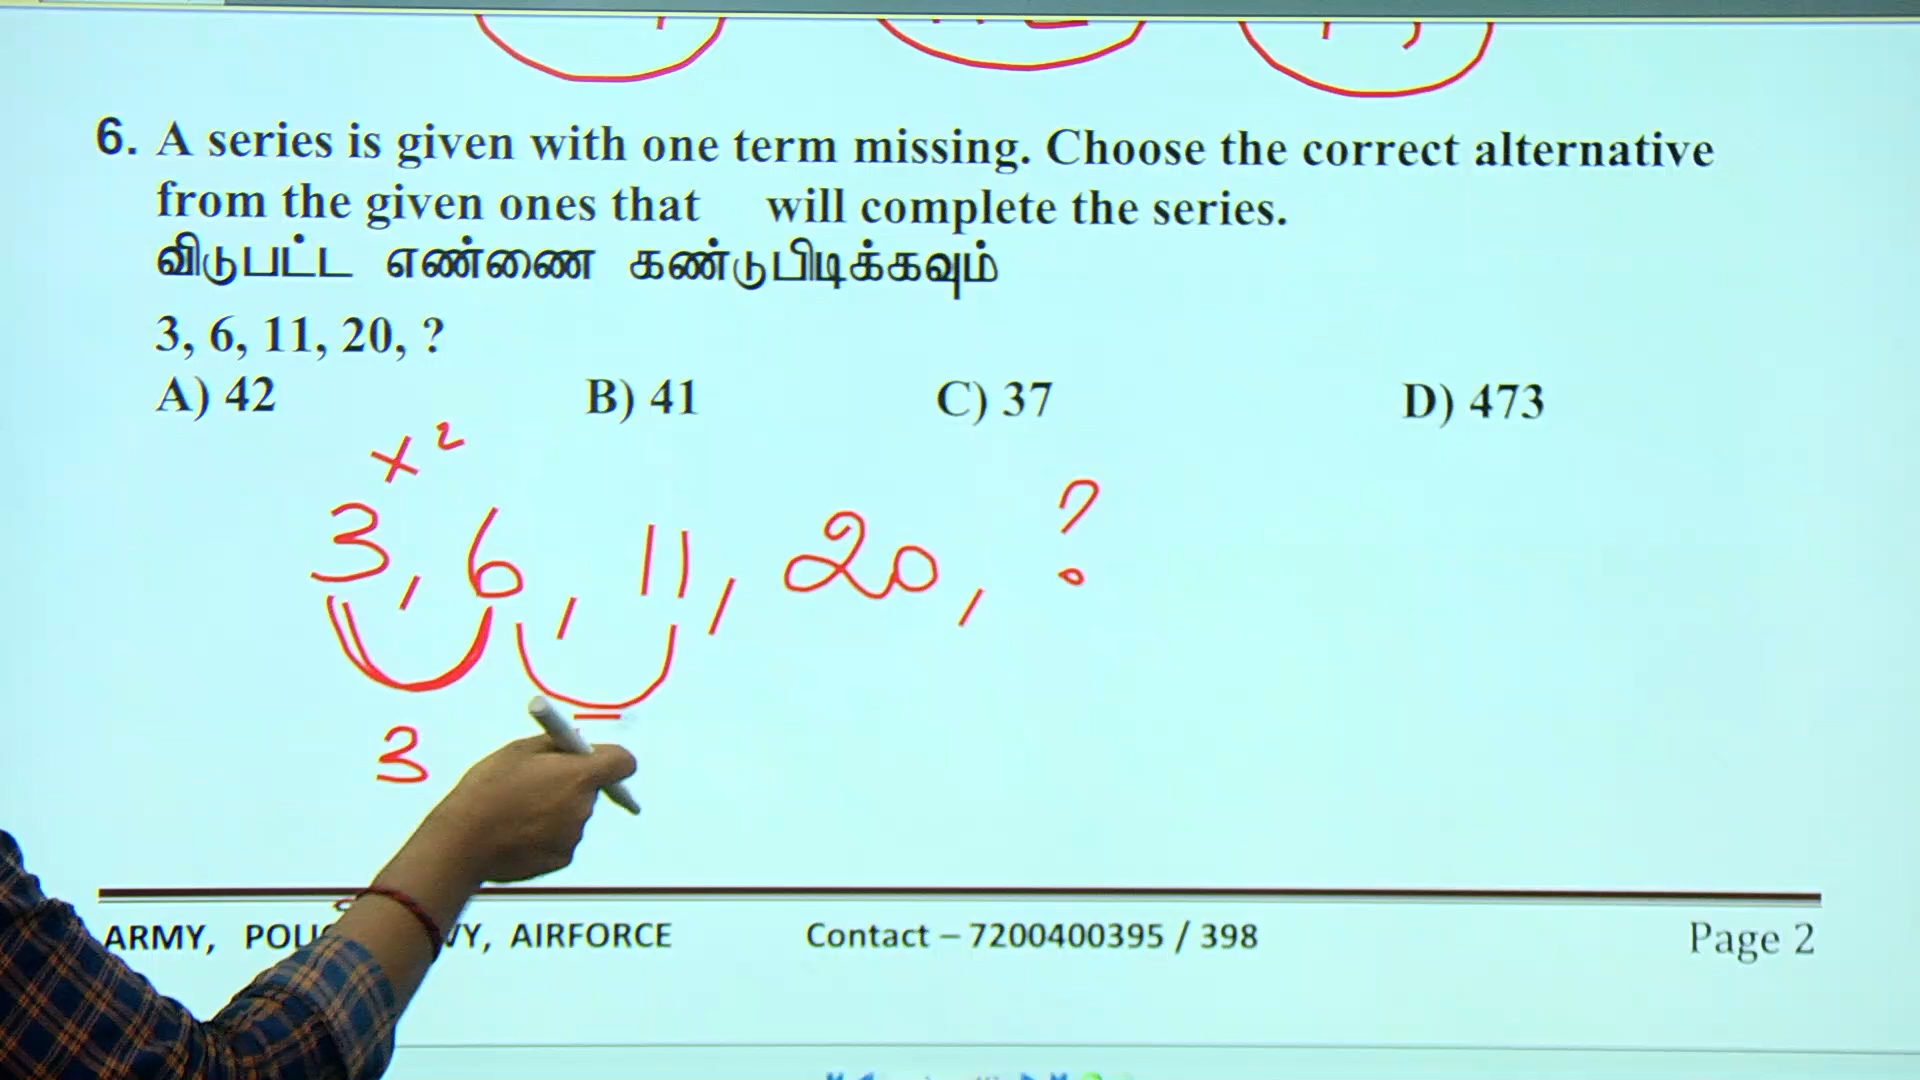 6. A series is given with one term missing. Choose the correct alternative
from the given ones that will complete the series.
விடுபட்ட எண்ணை கண்டுபிடிக்கவும்
3, 6, 11, 20, ?
A) 42 B) 41 C) 37 D) 473
×2
3, 6, 11, 20, ?
3
ARMY, AIRFORCE Contact – 7200400395 / 398 Page 2